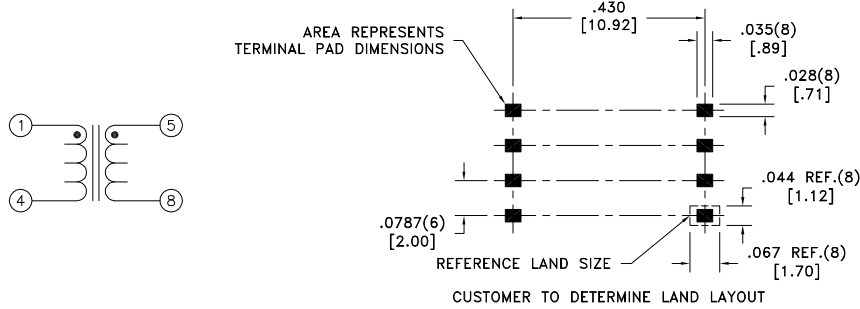 .430
[10.92]
AREA REPRESENTS
TERMINAL PAD DIMENSIONS
.035(8)
[.89]
.028(8)
[.71]
1
5
4
8
.044 REF.(8)
[1.12]
.0787(6)
[2.00]
REFERENCE LAND SIZE
.067 REF.(8)
[1.70]
CUSTOMER TO DETERMINE LAND LAYOUT